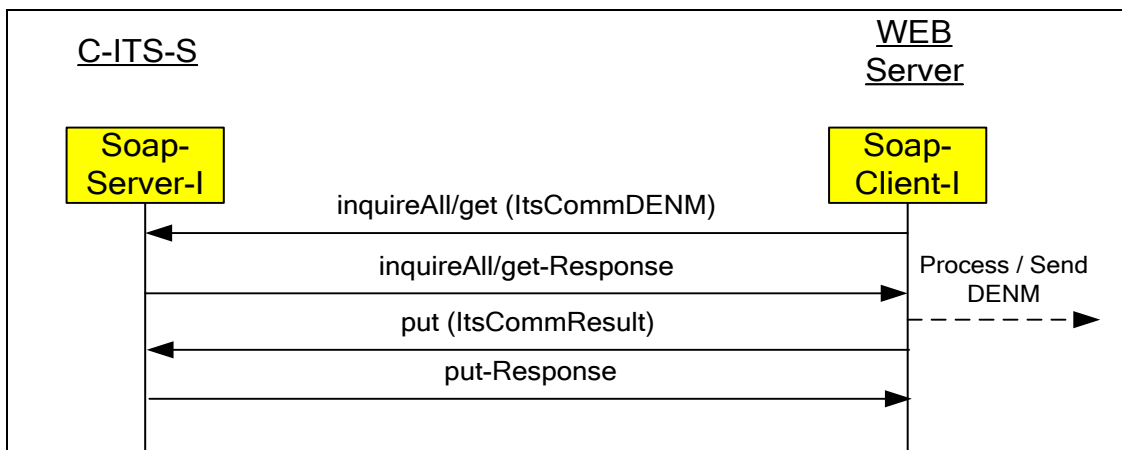 C-ITS-S
WEB
Server
Soap-
Server-I
Soap-
Client-I
inquireAll/get (ItsCommDENM)
inquireAll/get-Response
Process / Send
DENM
put (ItsCommResult)
put-Response